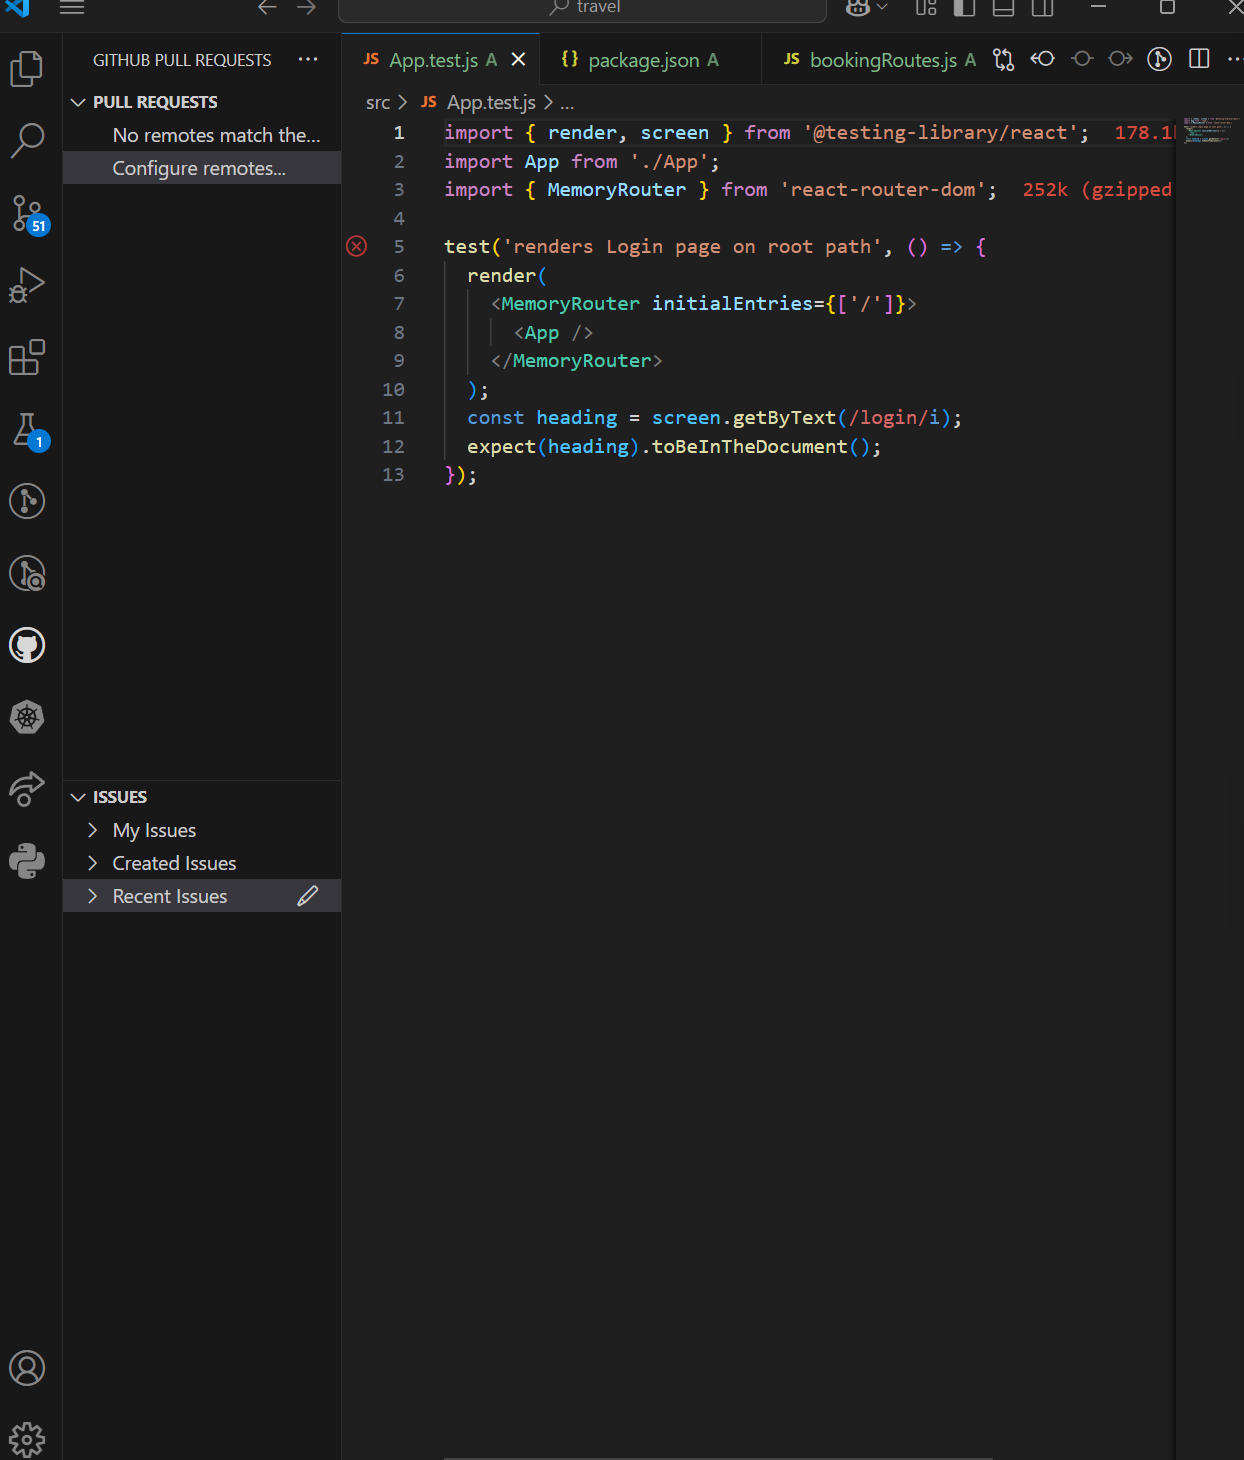 travel
GITHUB PULL REQUESTS ...
PULL REQUESTS
No remotes match the...
Configure remotes...
51
1
ISSUES
My Issues
Created Issues
Recent Issues
JS App.test.js A
{} package.json A
JS bookingRoutes.js A
src > JS App.test.js > ...
1 import { render, screen } from '@testing-library/react'; 178.1
2 import App from './App';
3 import { MemoryRouter } from 'react-router-dom'; 252k (gzipped
4
5 test('renders Login page on root path', () => {
6 render(
7 <MemoryRouter initialEntries={['/']}>
8 <App />
9 </MemoryRouter>
10 );
11 const heading = screen.getByText(/login/i);
12 expect(heading).toBeInTheDocument();
13 });